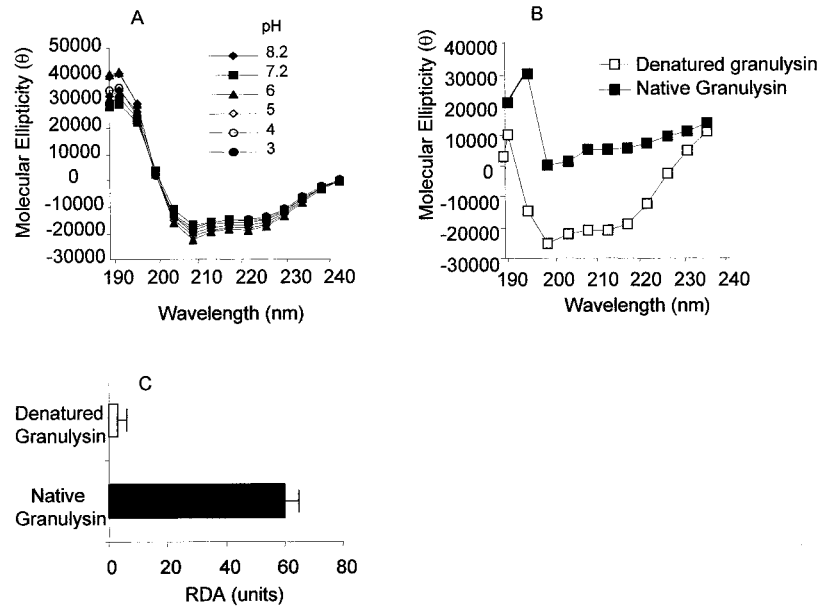 A
pH
8.2
7.2
6
5
4
3
Molecular Ellipticity (θ)
50000
40000
30000
20000
10000
0
-10000
-20000
-30000
190 200 210 220 230 240
Wavelength (nm)
B
Denatured granulysin
Native Granulysin
Molecular Ellipticity (θ)
40000
30000
20000
10000
0
-10000
-20000
-30000
190 200 210 220 230 240
Wavelength (nm)
C
Denatured
Granulysin
Native
Granulysin
0 20 40 60 80
RDA (units)